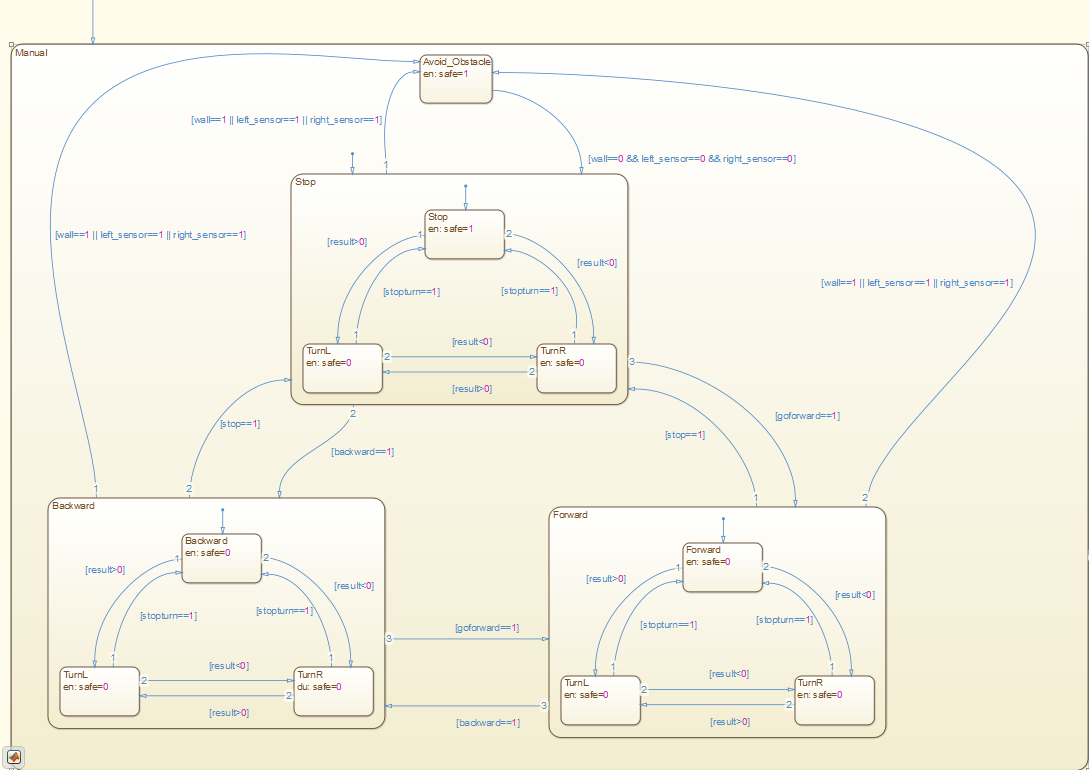 Manual
Avoid_Obstacle
en: safe=1
[wall==1 || left_sensor==1 || right_sensor==1]
[wall==0 && left_sensor==0 && right_sensor==0]
1
Stop
Stop
en: safe=1
1
2
[result>0]
[result<0]
[wall==1 || left_sensor==1 || right_sensor==1]
[stopturn==1]
[stopturn==1]
[wall==1 || left_sensor==1 || right_sensor==1]
1
1
[result<0]
TurnL
en: safe=0
2
TurnR
en: safe=0
2
3
[result>0]
2
[goforward==1]
[stop==1]
[stop==1]
[backward==1]
1
2
1
2
Backward
Forward
Backward
en: safe=0
1
2
Forward
en: safe=0
1
2
[result>0]
[result<0]
[result>0]
[result<0]
[stopturn==1]
[stopturn==1]
[stopturn==1]
[stopturn==1]
[goforward==1]
3
1
1
1
1
[result<0]
[result<0]
TurnL
en: safe=0
2
TurnR
du: safe=0
2
TurnL
en: safe=0
2
TurnR
en: safe=0
2
3
[result>0]
[backward==1]
[result>0]